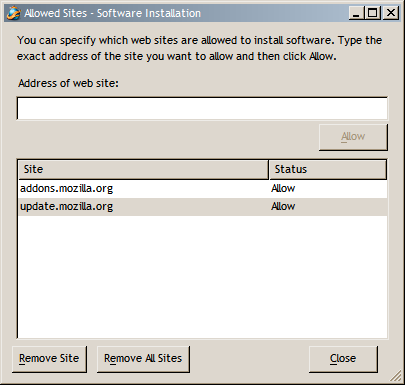 Allowed Sites - Software Installation
You can specify which web sites are allowed to install software. Type the
exact address of the site you want to allow and then click Allow.
Address of web site:
Allow
Site Status
addons.mozilla.org Allow
update.mozilla.org Allow
Remove Site Remove All Sites Close